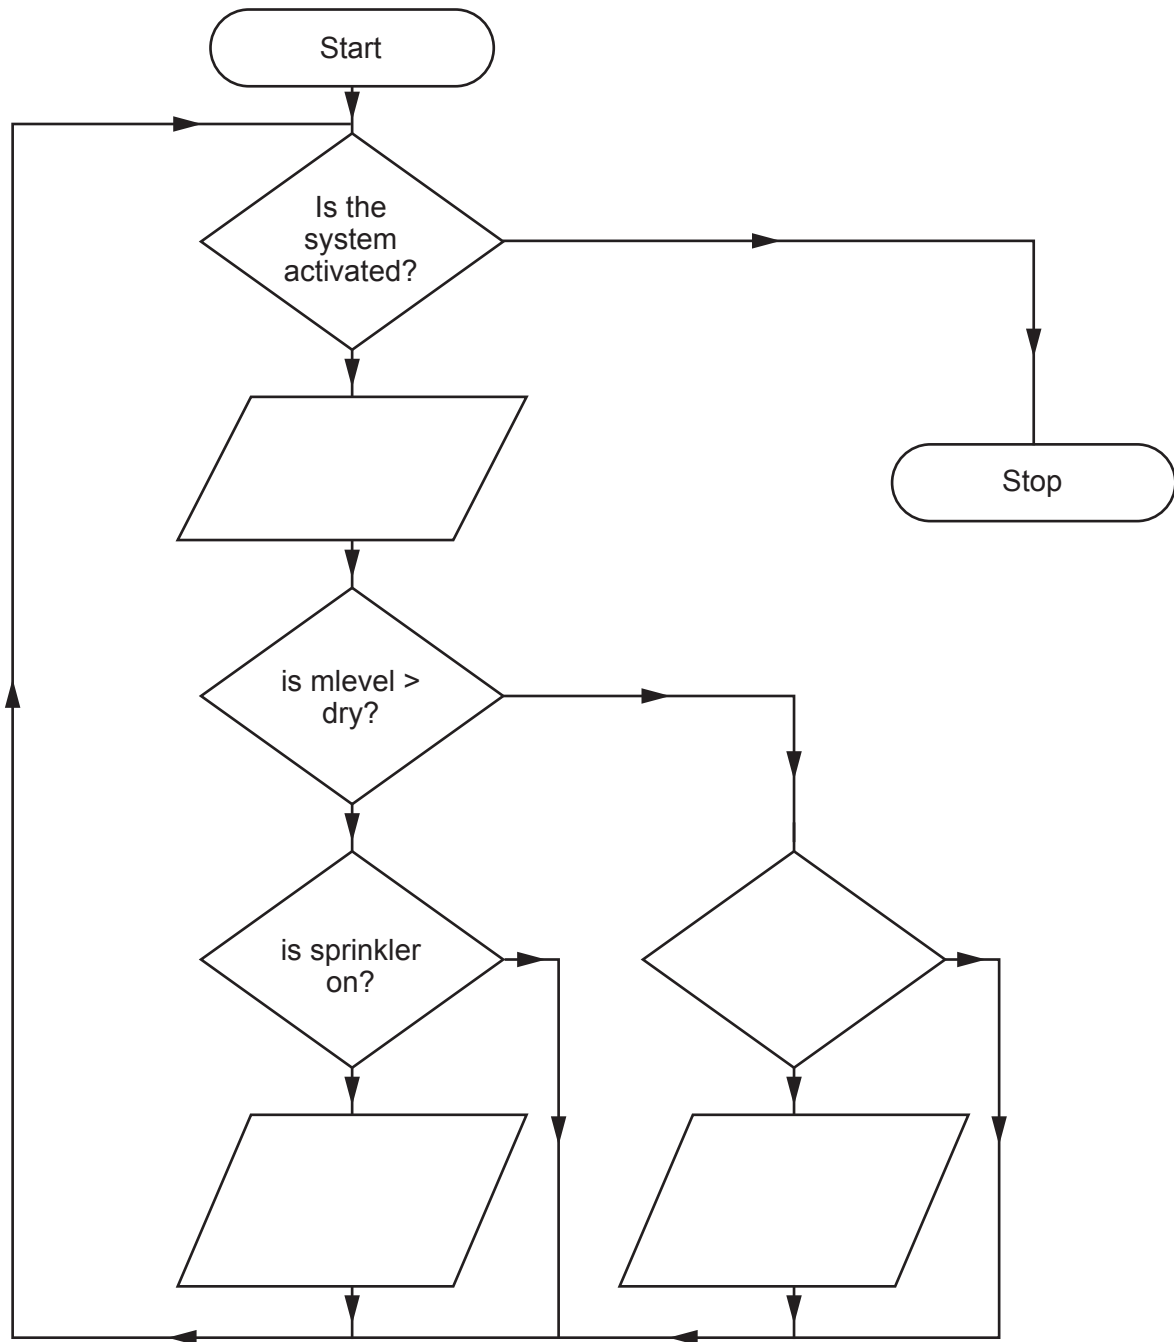 Start
Is the
system
activated?
Stop
is mlevel >
dry?
is sprinkler
on?